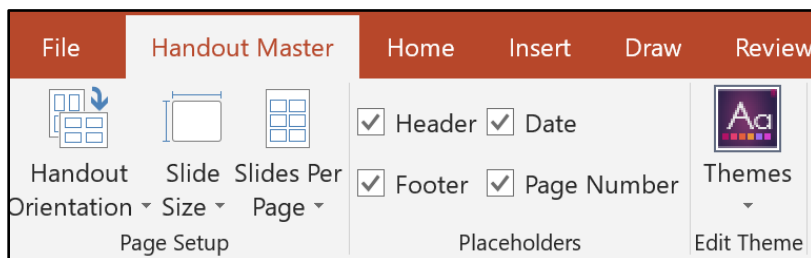 File Handout Master Home Insert Draw Review
Aa
Header Date
Handout Slide Slides Per Themes
Footer Page Number
Orientation Size Page
Page Setup Placeholders Edit Theme